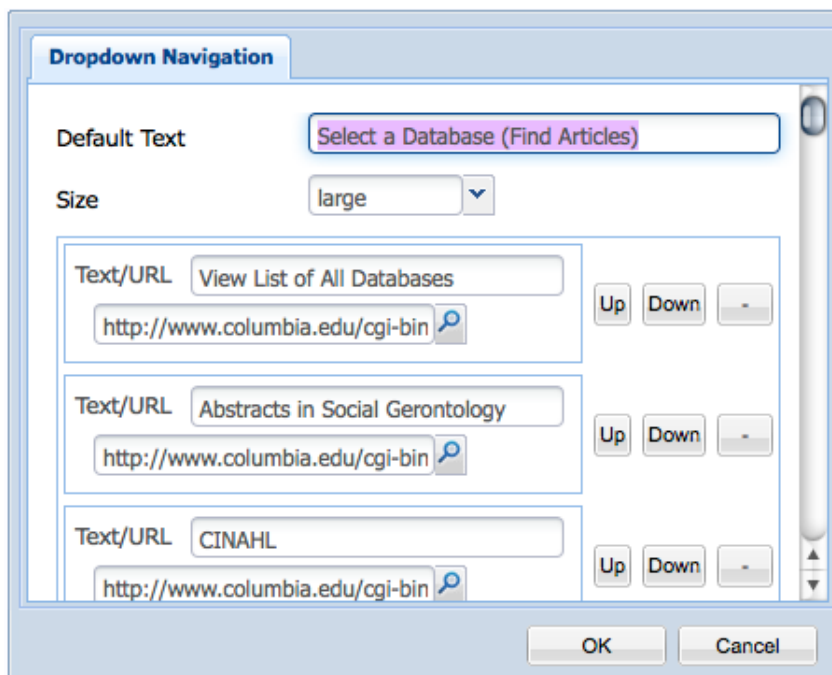 Dropdown Navigation
Default Text Select a Database (Find Articles)
Size large
Text/URL View List of All Databases
http://www.columbia.edu/cgi-bin
Up Down -
Text/URL Abstracts in Social Gerontology
http://www.columbia.edu/cgi-bin
Up Down -
Text/URL CINAHL
http://www.columbia.edu/cgi-bin
Up Down -
OK Cancel